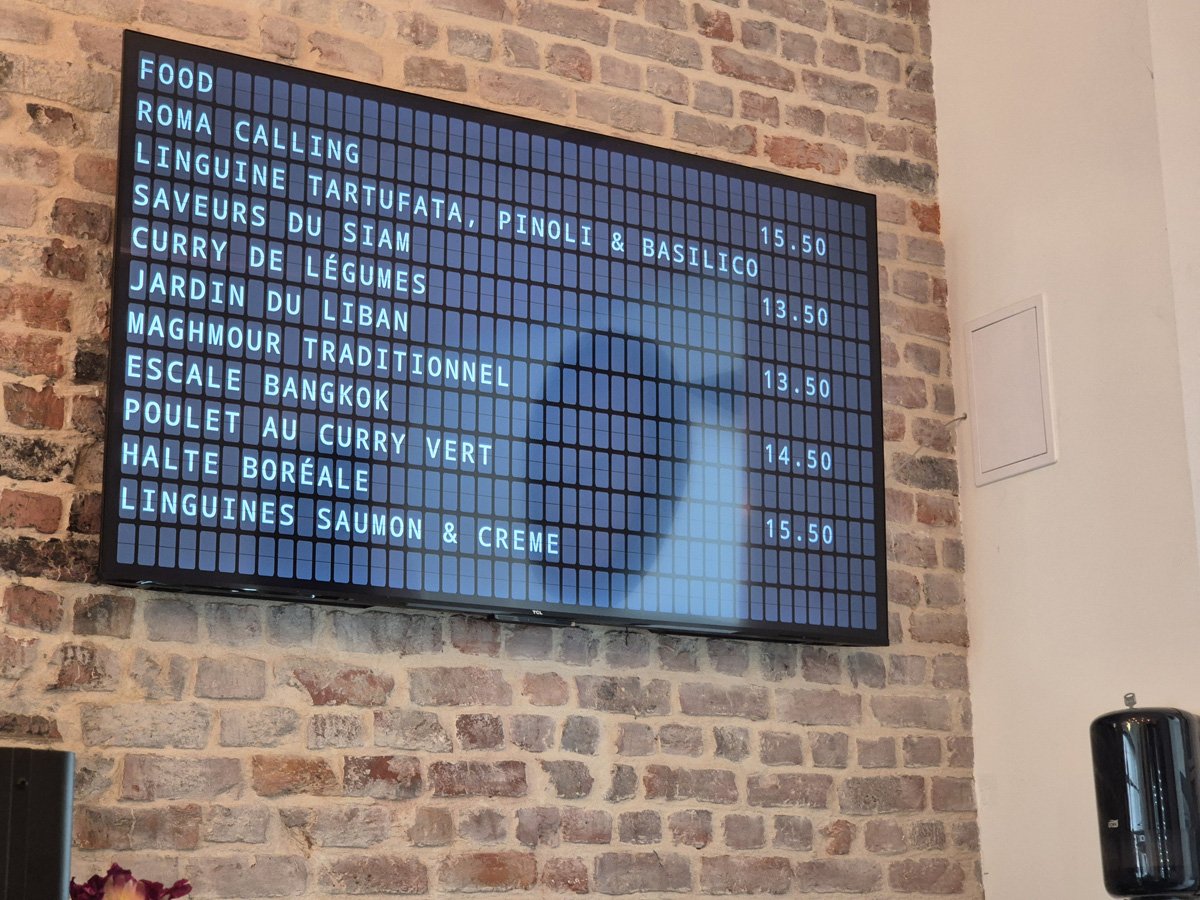 FOOD
ROMA CALLING 15.50
LINGUINE TARTUFATA, PINOLI & BASILICO
SAVEURS DU SIAM 13.50
CURRY DE LÉGUMES
JARDIN DU LIBAN 13.50
MAGHMOUR TRADITIONNEL
ESCALE BANGKOK 14.50
POULET AU CURRY VERT
HALTE BORÉALE 15.50
LINGUINES SAUMON & CREME
TCL